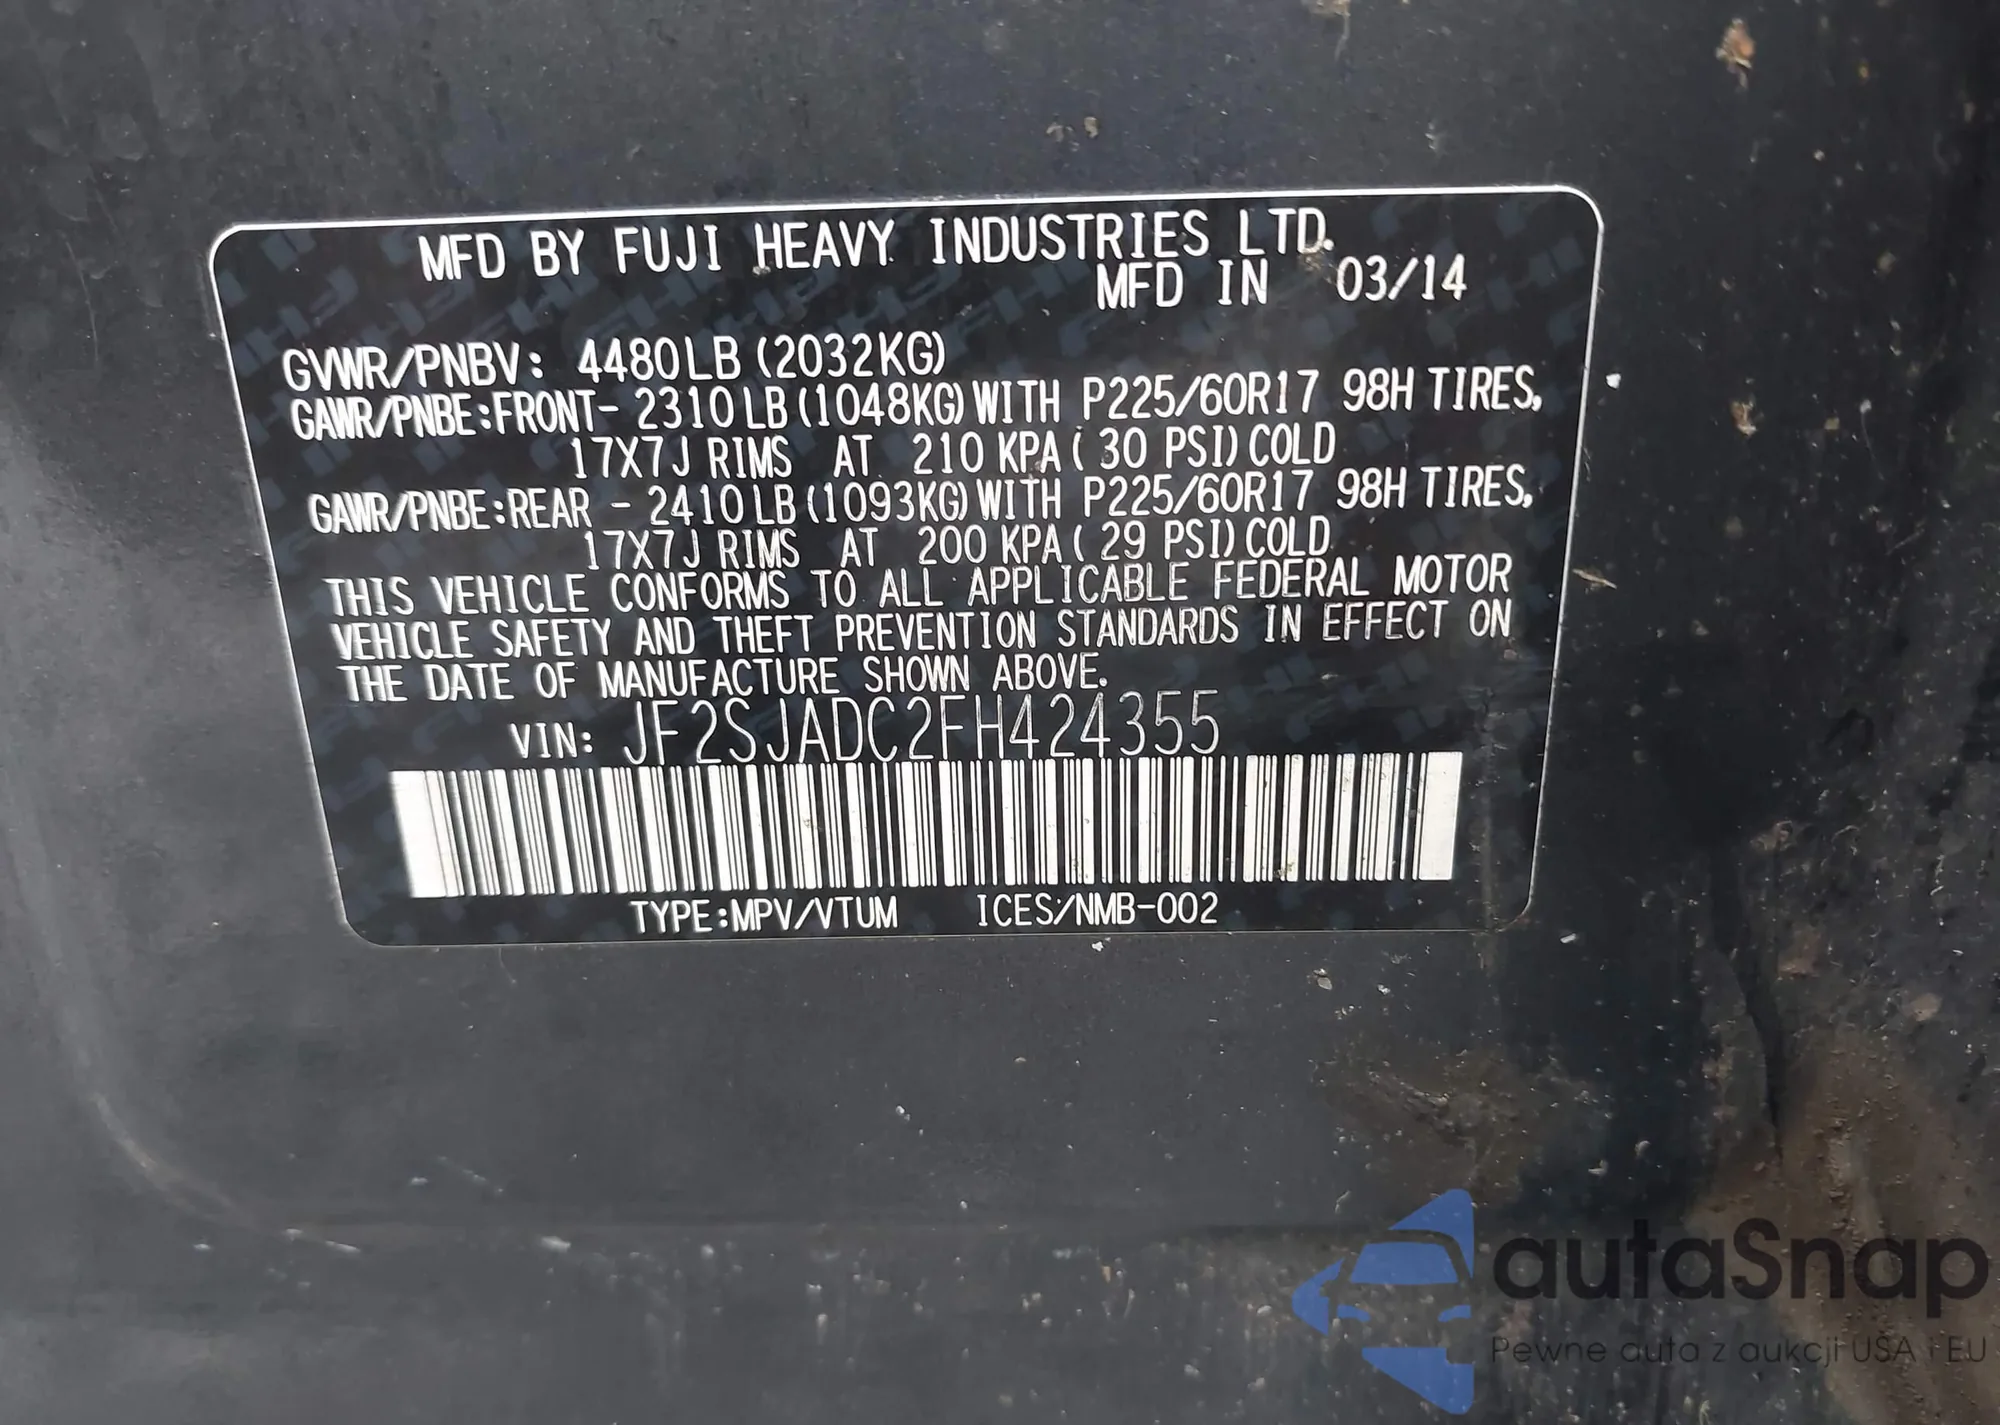 MFD BY FUJI HEAVY INDUSTRIES LTD.
MFD IN 03/14
GVWR/PNBV: 4480LB (2032KG)
GAWR/PNBE:FRONT- 2310LB(1048KG)WITH P225/60R17 98H TIRES,
17X7J RIMS AT 210 KPA( 30 PSI)COLD
GAWR/PNBE:REAR - 2410LB(1093KG)WITH P225/60R17 98H TIRES,
17X7J RIMS AT 200 KPA( 29 PSI)COLD
THIS VEHICLE CONFORMS TO ALL APPLICABLE FEDERAL MOTOR
VEHICLE SAFETY AND THEFT PREVENTION STANDARDS IN EFFECT ON
THE DATE OF MANUFACTURE SHOWN ABOVE.
VIN: JF2SJADC2FH424355
TYPE:MPV/VTUM ICES/NMB-002
autaSnap
Pewne auta z aukcji USA i EU